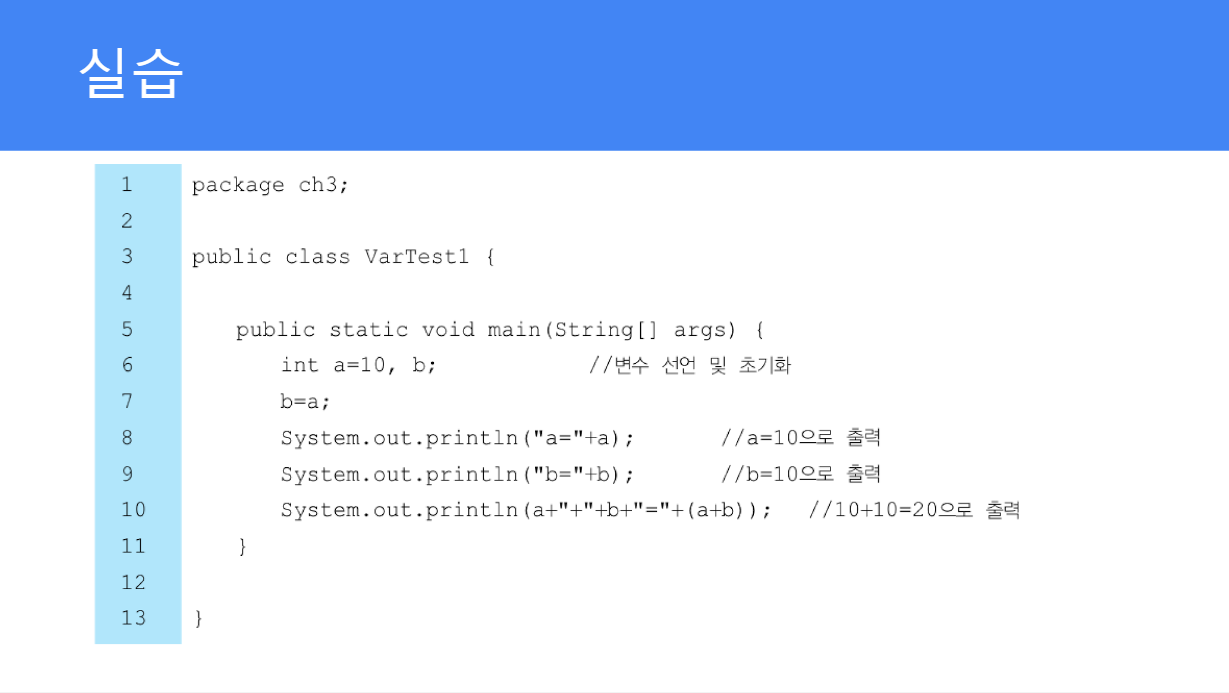 실습
1 package ch3;
2
3 public class VarTest1 {
4
5 public static void main(String[] args) {
6 int a=10, b; //변수 선언 및 초기화
7 b=a;
8 System.out.println("a="+a); //a=10으로 출력
9 System.out.println("b="+b); //b=10으로 출력
10 System.out.println(a+"+"+b+"="+(a+b)); //10+10=20으로 출력
11 }
12
13 }